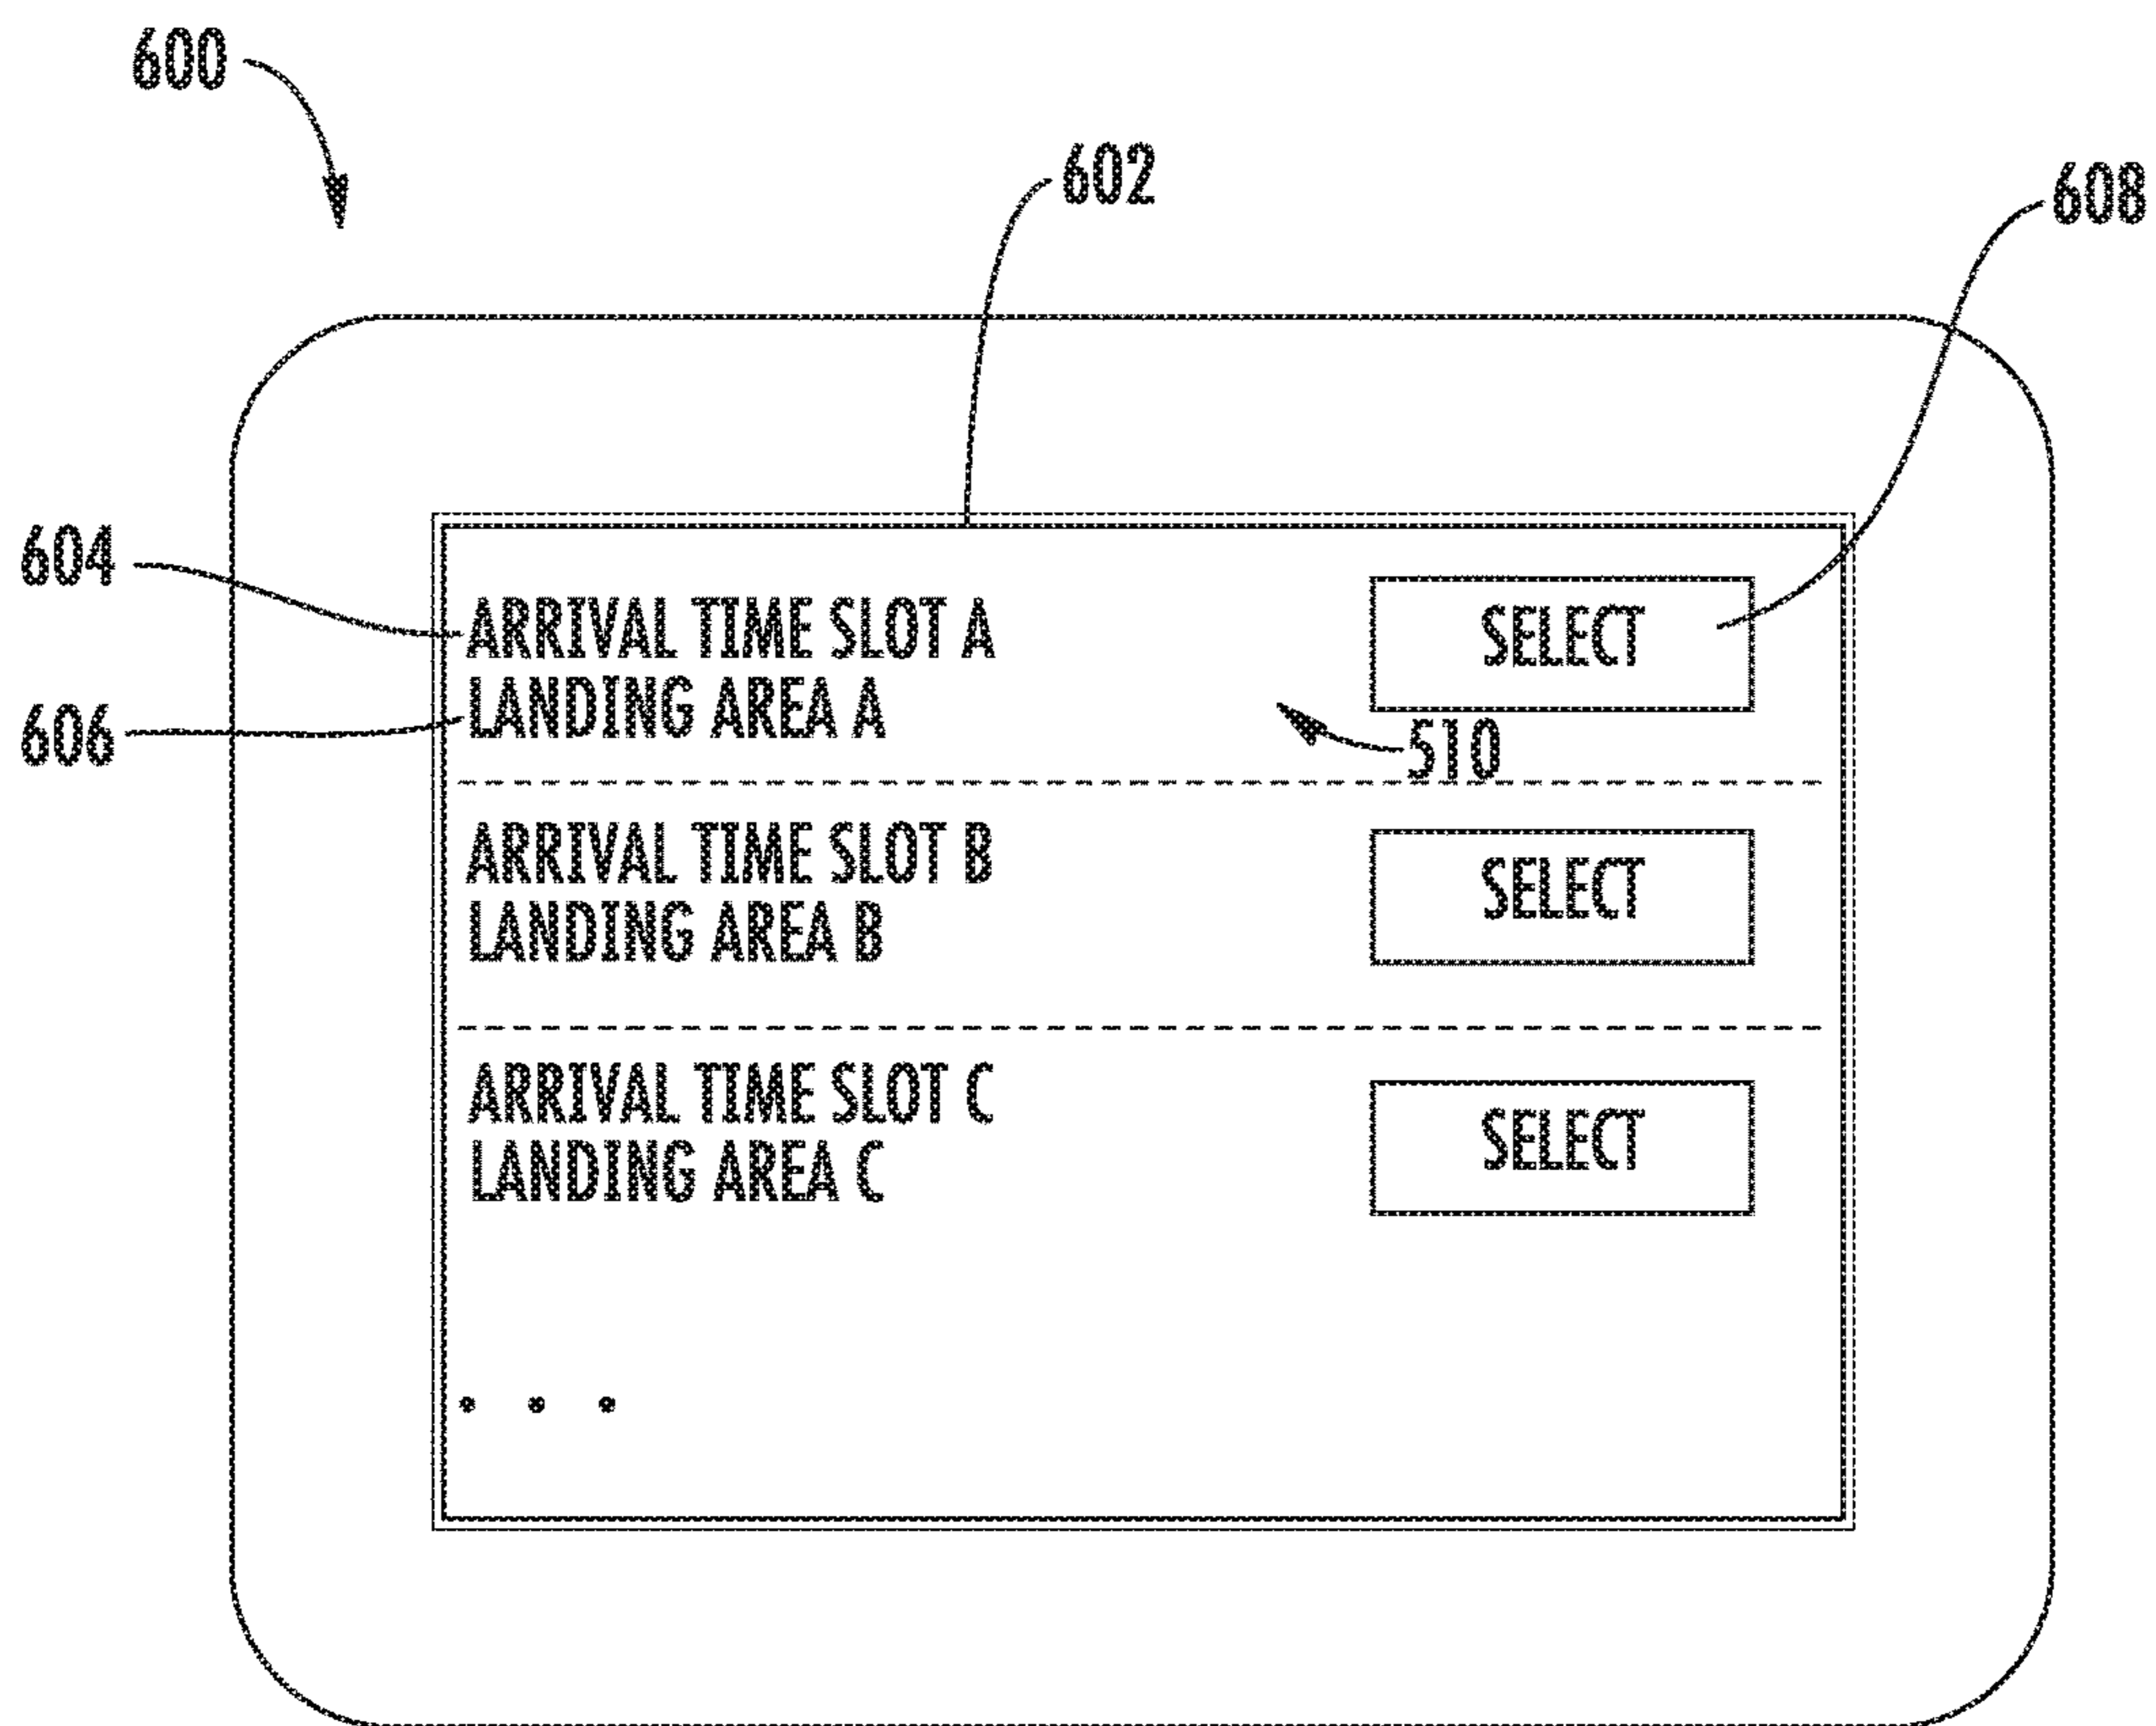 600
602
608
604
ARRIVAL TIME SLOT A
SELECT
606
LANDING AREA A
510
ARRIVAL TIME SLOT B
SELECT
LANDING AREA B
ARRIVAL TIME SLOT C
SELECT
LANDING AREA C
. . .